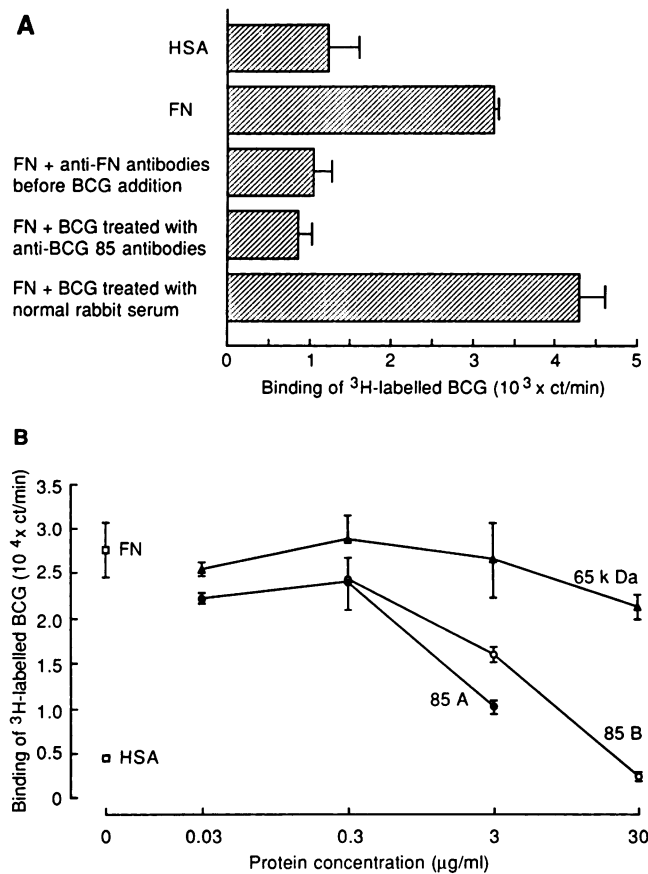 A
HSA
FN
FN + anti-FN antibodies
before BCG addition
FN + BCG treated with
anti-BCG 85 antibodies
FN + BCG treated with
normal rabbit serum
0 1 2 3 4 5
Binding of ³H-labelled BCG (10³ x ct/min)
B
Binding of ³H-labelled BCG (10⁴x ct/min)
3.5
3.0
2.5
2.0
1.5
1.0
0.5
0
FN
HSA
65 k Da
85 A
85 B
0 0.03 0.3 3 30
Protein concentration (μg/ml)